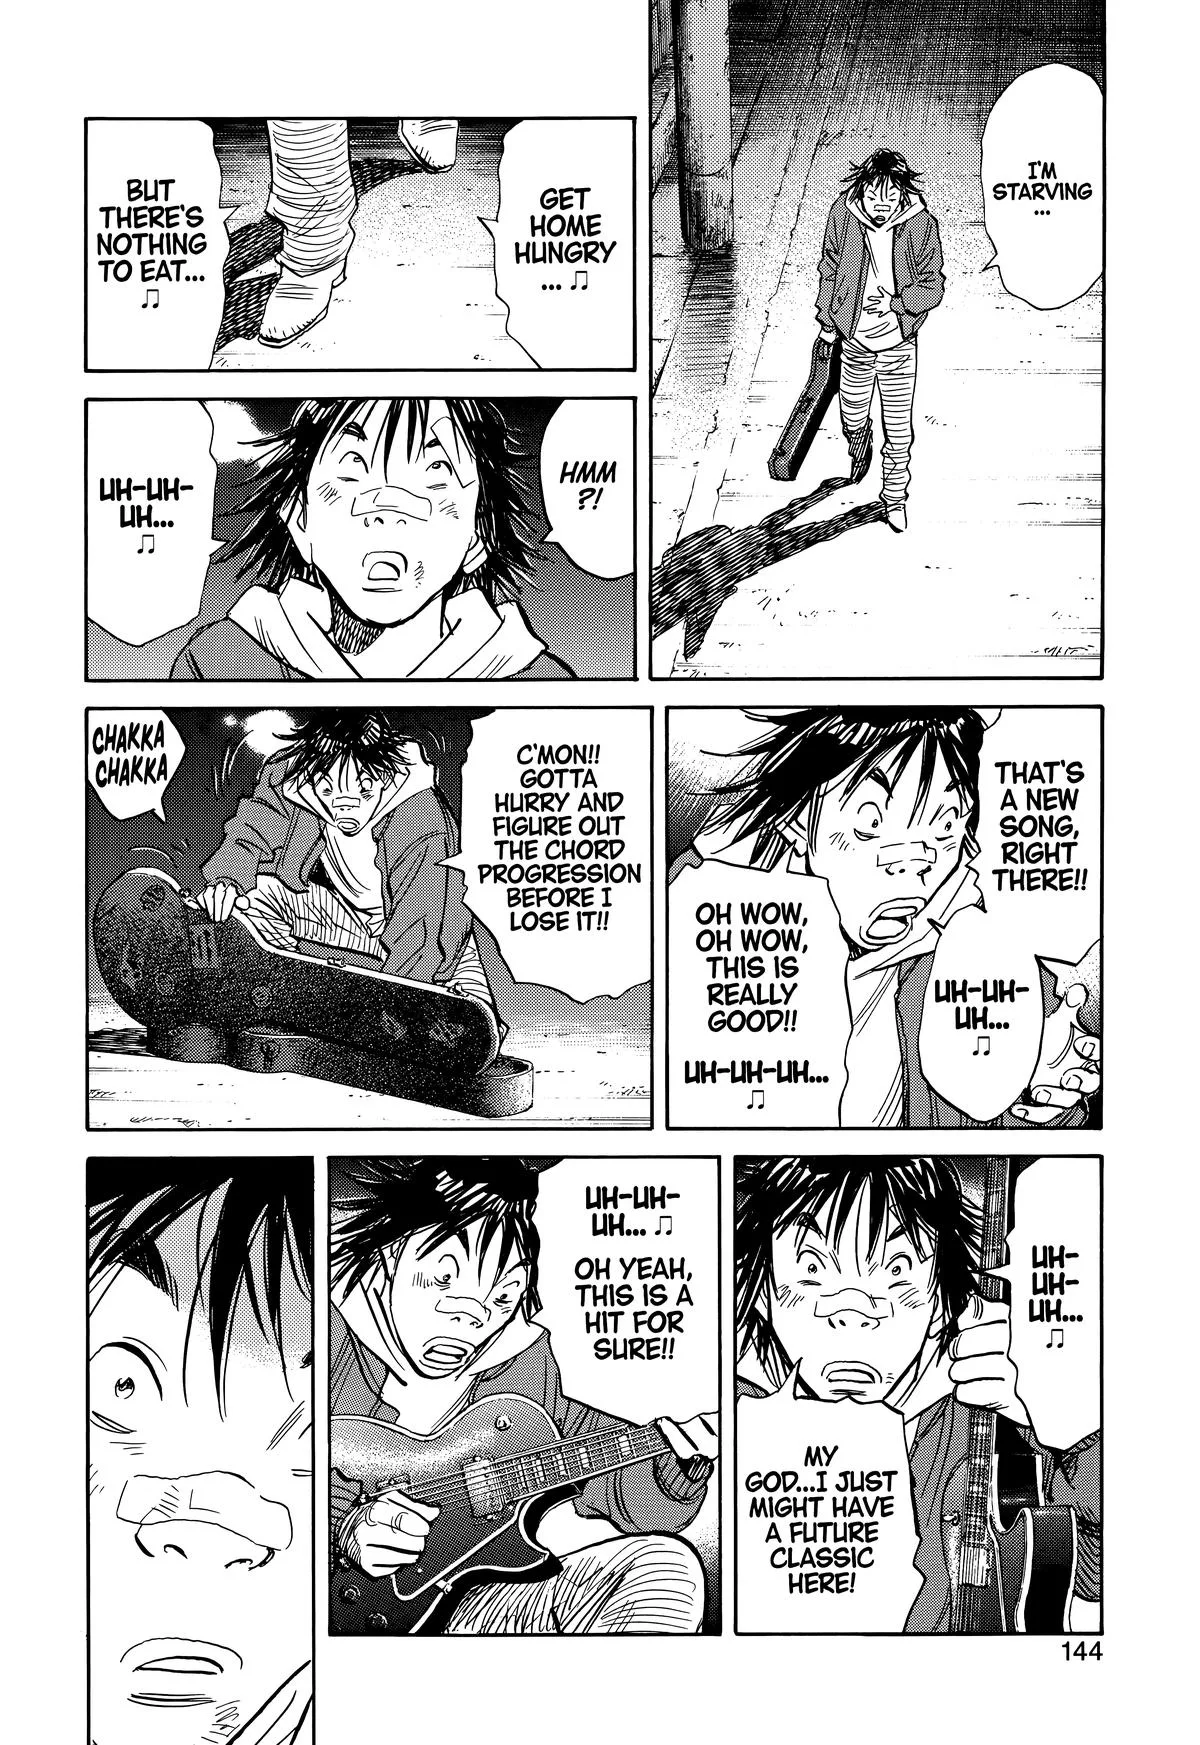 I'M
STARVING
...
GET
HOME
HUNGRY
... ♫
BUT
THERE'S
NOTHING
TO EAT...
♫
HMM
?!
UH-UH-
UH...
♫
THAT'S
A NEW
SONG,
RIGHT
THERE!!
UH-UH-
UH...
♫
OH WOW,
OH WOW,
THIS IS
REALLY
GOOD!!
UH-UH-UH...
♫
C'MON!!
GOTTA
HURRY AND
FIGURE OUT
THE CHORD
PROGRESSION
BEFORE I
LOSE IT!!
CHAKKA
CHAKKA
UH-
UH-
UH...
♫
MY
GOD...I JUST
MIGHT HAVE
A FUTURE
CLASSIC
HERE!
UH-UH-
UH... ♫
OH YEAH,
THIS IS A
HIT FOR
SURE!!
144